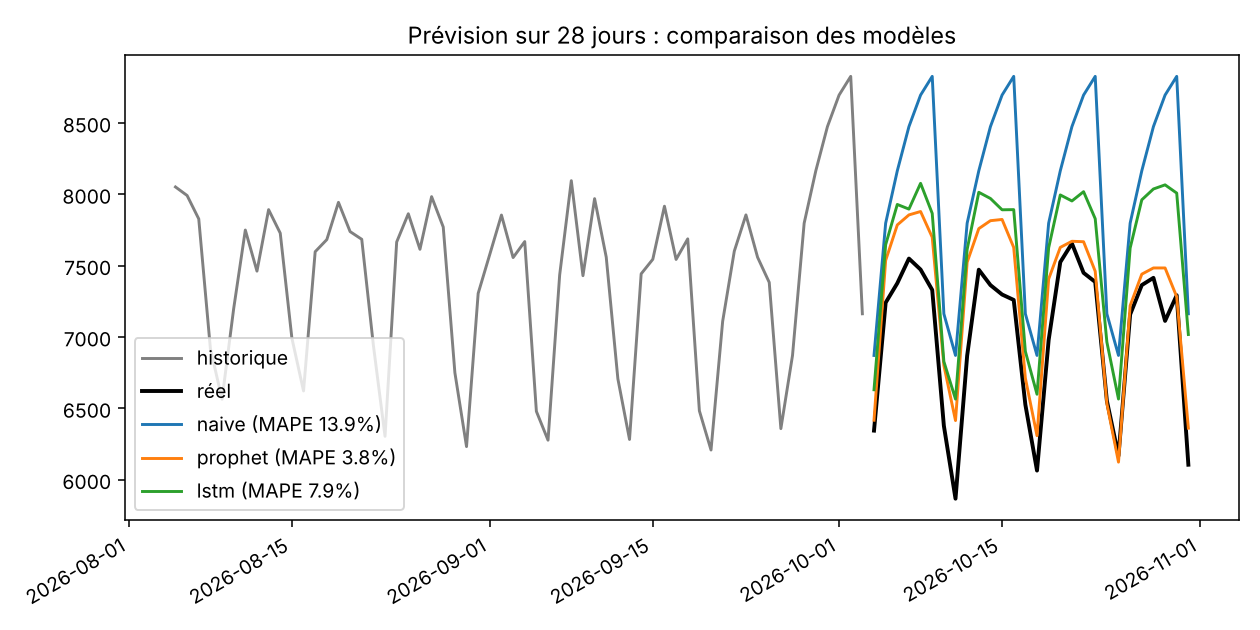 Prévision sur 28 jours : comparaison des modèles
8500
8000
7500
7000
6500
6000
historique
réel
naive (MAPE 13.9%)
prophet (MAPE 3.8%)
lstm (MAPE 7.9%)
2026-08-01
2026-08-15
2026-09-01
2026-09-15
2026-10-01
2026-10-15
2026-11-01